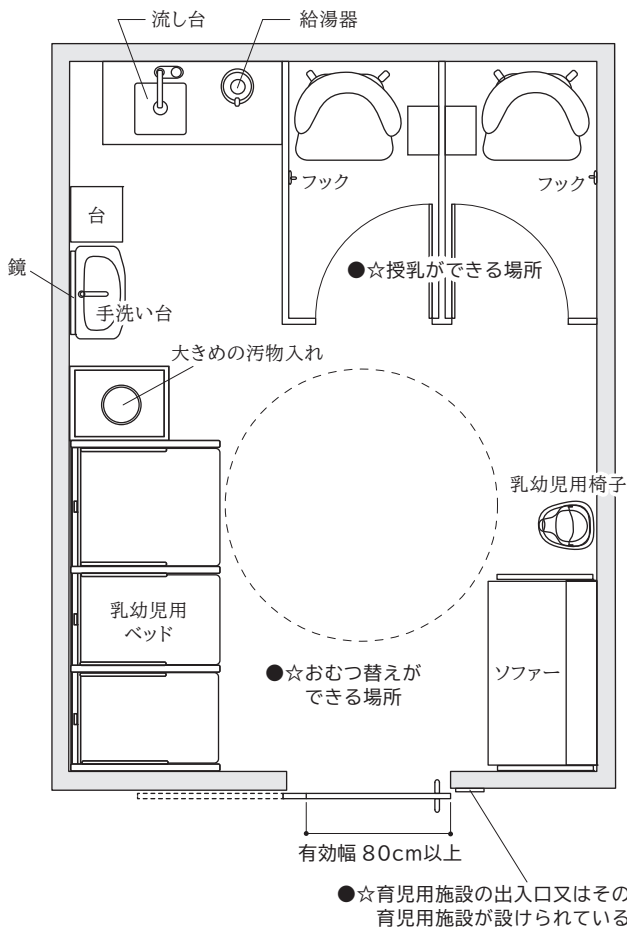 流し台
給湯器
フック
フック
台
●☆授乳ができる場所
鏡
手洗い台
大きめの汚物入れ
乳幼児用椅子
乳幼児用
ベッド
●☆おむつ替えが
できる場所
ソファー
有効幅 80cm以上
●☆育児用施設の出入口又はその
育児用施設が設けられている